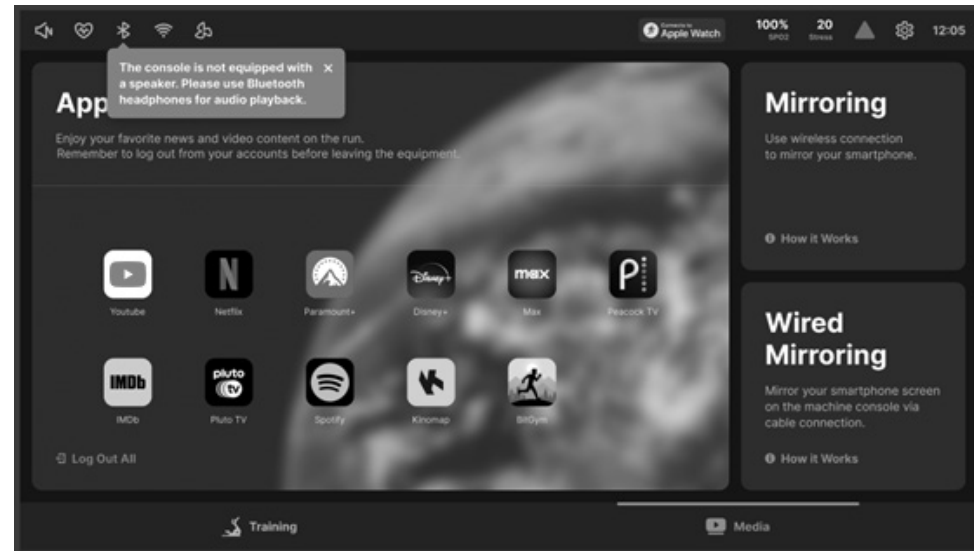 Connects to
Apple Watch
100%
SPO2
20
Stress
12:05
The console is not equipped with
a speaker. Please use Bluetooth
headphones for audio playback.
App
Enjoy your favorite news and video content on the run.
Remember to log out from your accounts before leaving the equipment.
YouTube
N
Netflix
Paramount+
Disney+
Disney+
max
Max
P
Peacock TV
IMDb
IMDb
pluto
tv
Pluto TV
Spotify
Kinomap
BitGym
Log Out All
Mirroring
Use wireless connection
to mirror your smartphone.
How it Works
Wired
Mirroring
Mirror your smartphone screen
on the machine console via
cable connection.
How it Works
Training
Media